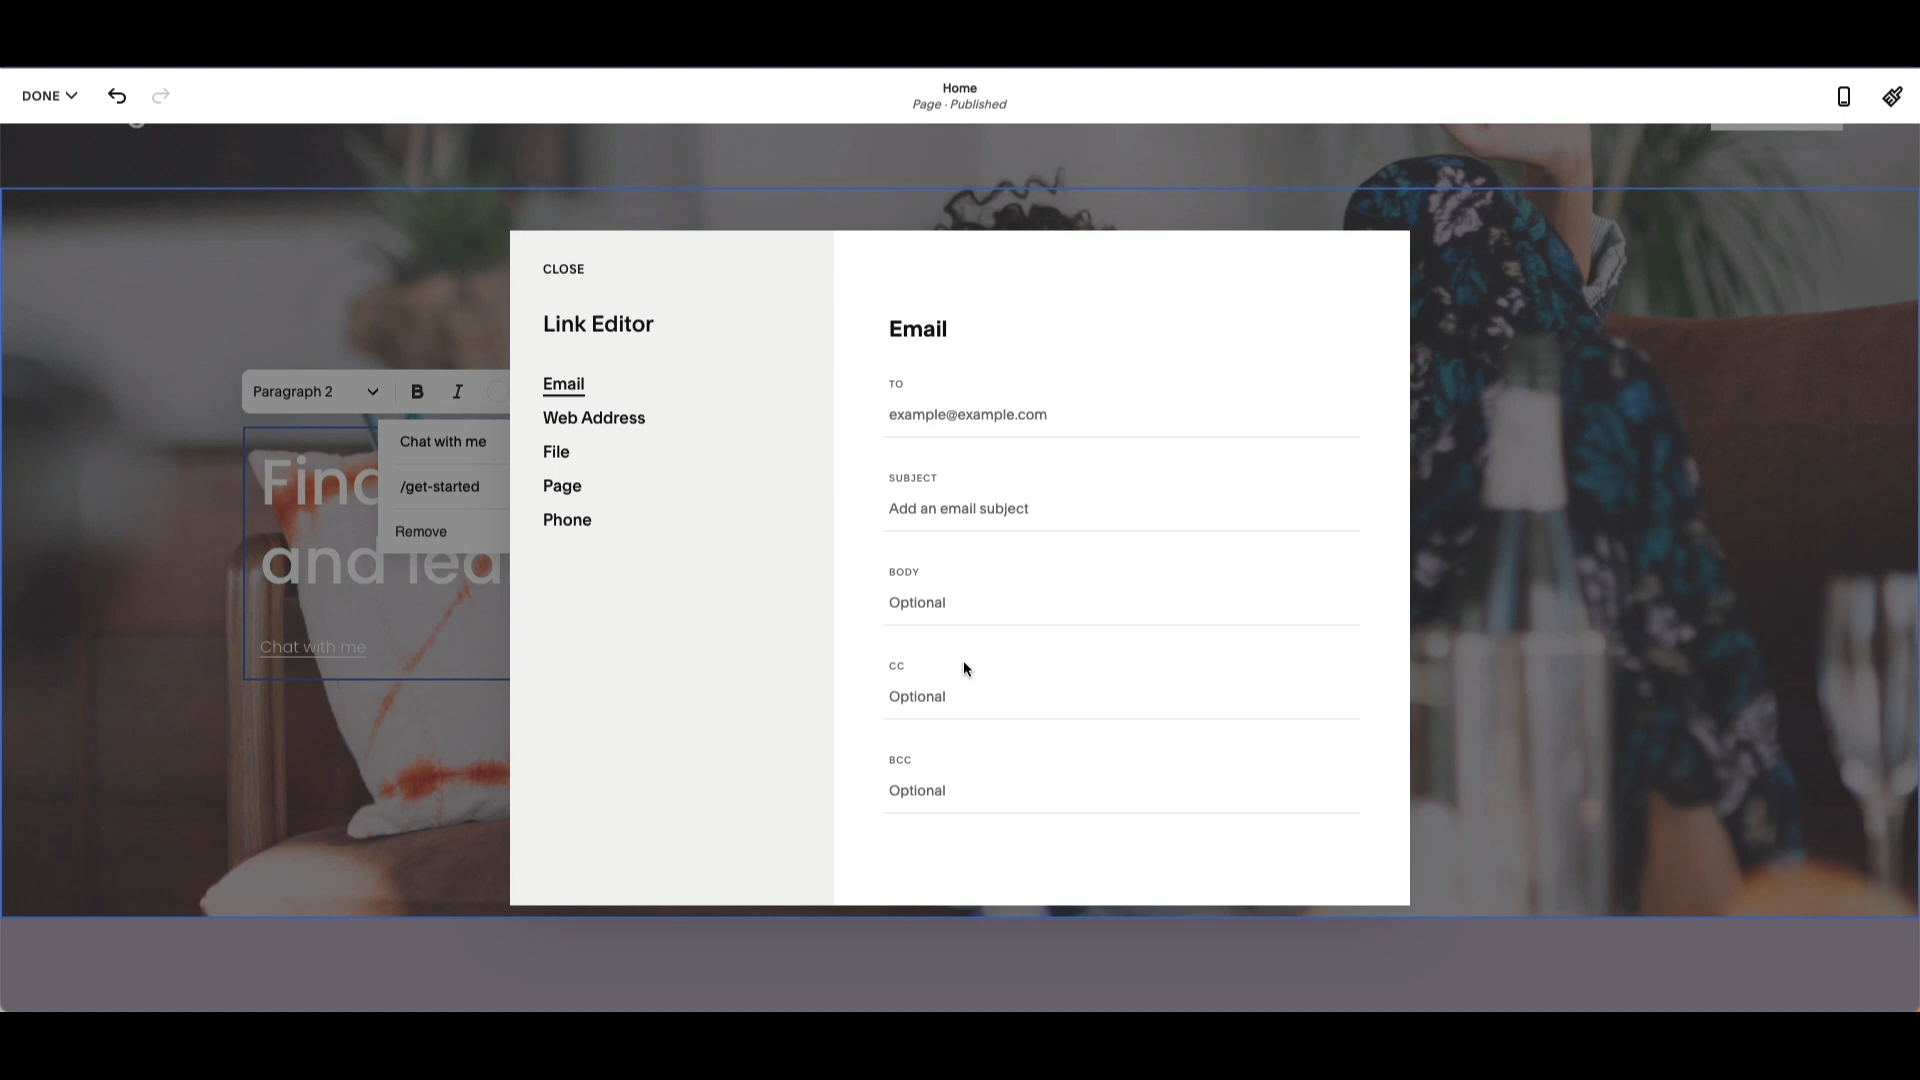 DONE
Home
Page · Published
CLOSE
Link Editor
Email
Web Address
File
Page
Phone
Email
TO
example@example.com
SUBJECT
Add an email subject
BODY
Optional
CC
Optional
BCC
Optional
Paragraph 2
B I
Chat with me
/get-started
Remove
and
Chat with me